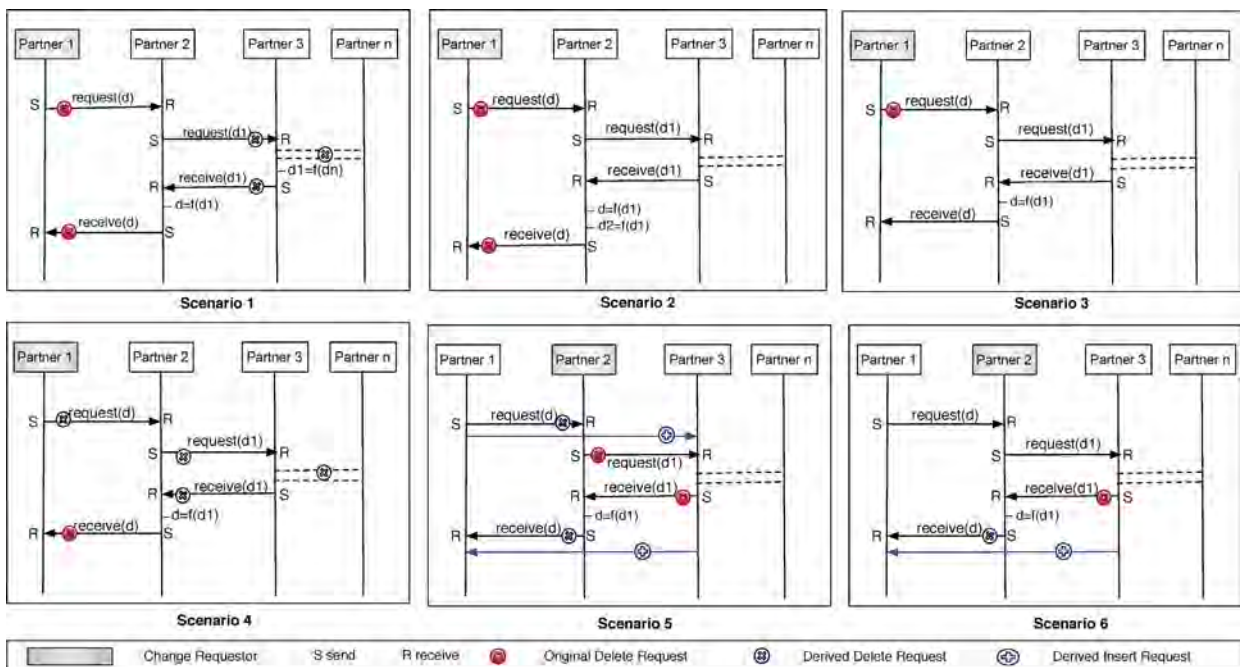 Partner 1 Partner 2 Partner 3 Partner n
S request(d) R
S request(d1) R
d1=f(dn)
R receive(d1) S
d=f(d1)
R receive(d) S
Scenario 1
Partner 1 Partner 2 Partner 3 Partner n
S request(d) R
S request(d1) R
R receive(d1) S
d=f(d1)
d2=f(d1)
R receive(d) S
Scenario 2
Partner 1 Partner 2 Partner 3 Partner n
S request(d) R
S request(d1) R
R receive(d1) S
d=f(d1)
R receive(d) S
Scenario 3
Partner 1 Partner 2 Partner 3 Partner n
S request(d) R
S request(d1) R
R receive(d1) S
d=f(d1)
R receive(d) S
Scenario 4
Partner 1 Partner 2 Partner 3 Partner n
S request(d) R
S request(d1) R
R receive(d1) S
d=f(d1)
R receive(d) S
Scenario 5
Partner 1 Partner 2 Partner 3 Partner n
S request(d) R
S request(d1) R
R receive(d1) S
d=f(d1)
R receive(d) S
Scenario 6
Change Requestor S send R receive Original Delete Request Derived Delete Request Derived Insert Request